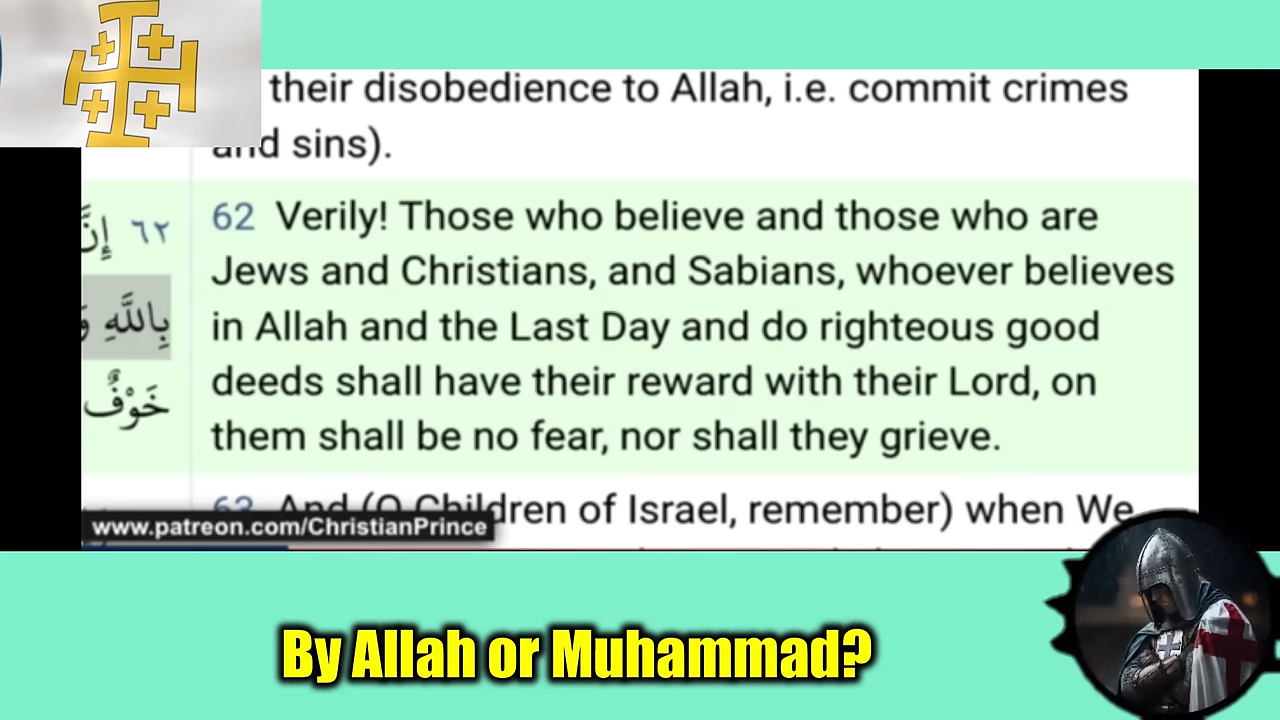 their disobedience to Allah, i.e. commit crimes
and sins).
إِنَّ ٦٢
62 Verily! Those who believe and those who are
Jews and Christians, and Sabians, whoever believes
بِاللَّهِ
in Allah and the Last Day and do righteous good
deeds shall have their reward with their Lord, on
خَوْفٌ
them shall be no fear, nor shall they grieve.
63 And (O Children of Israel, remember) when We
www.patreon.com/ChristianPrince
By Allah or Muhammad?